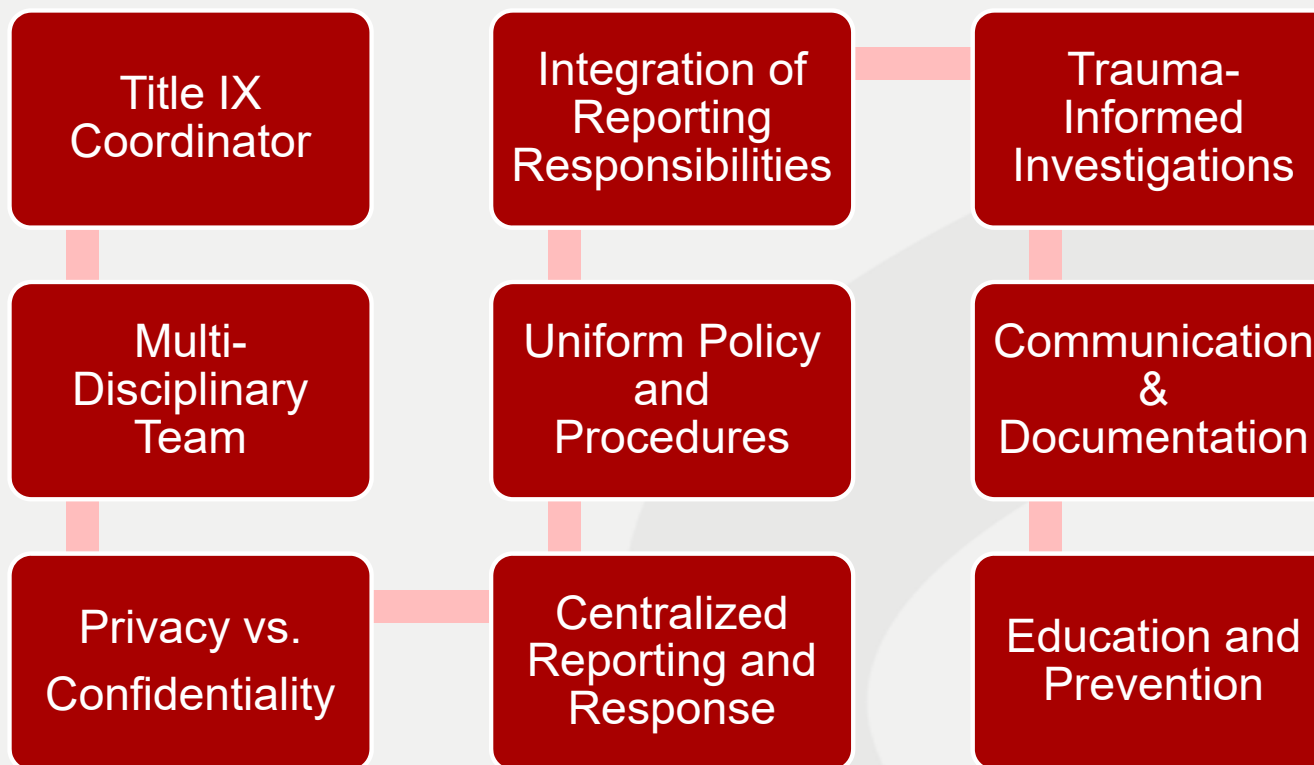 Title IX
Coordinator
Multi-
Disciplinary
Team
Privacy vs.
Confidentiality
Centralized
Reporting and
Response
Uniform Policy
and
Procedures
Integration of
Reporting
Responsibilities
Trauma-
Informed
Investigations
Communication
&
Documentation
Education and
Prevention